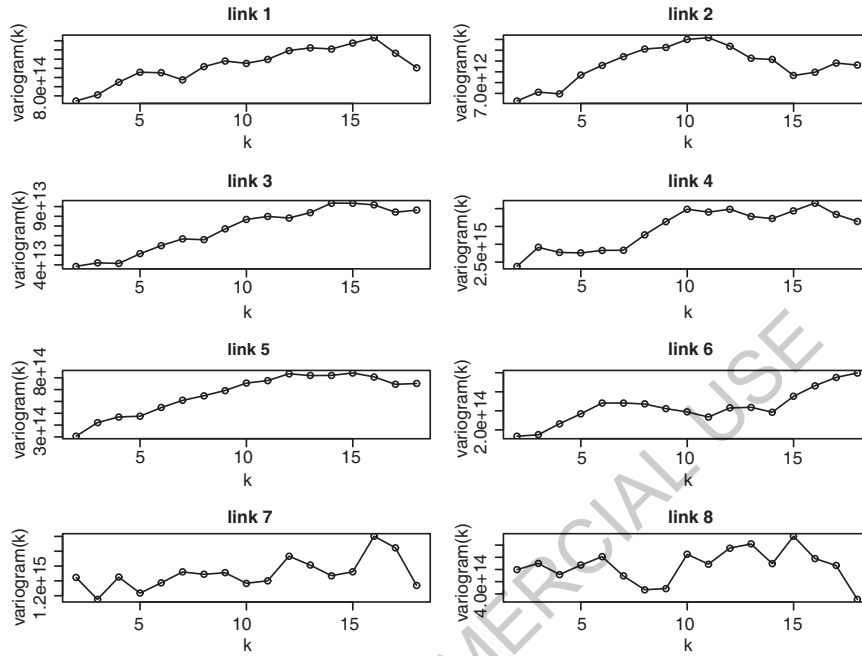 link 1
variogram(k)
8.0e+14
5 10 15
k
link 2
variogram(k)
7.0e+12
5 10 15
k
link 3
variogram(k)
4e+13 9e+13
5 10 15
k
link 4
variogram(k)
2.5e+15
5 10 15
k
link 5
variogram(k)
3e+14 8e+14
5 10 15
k
link 6
variogram(k)
2.0e+14
5 10 15
k
link 7
variogram(k)
1.2e+15
5 10 15
k
link 8
variogram(k)
4.0e+14
5 10 15
k
MERCIAL USE